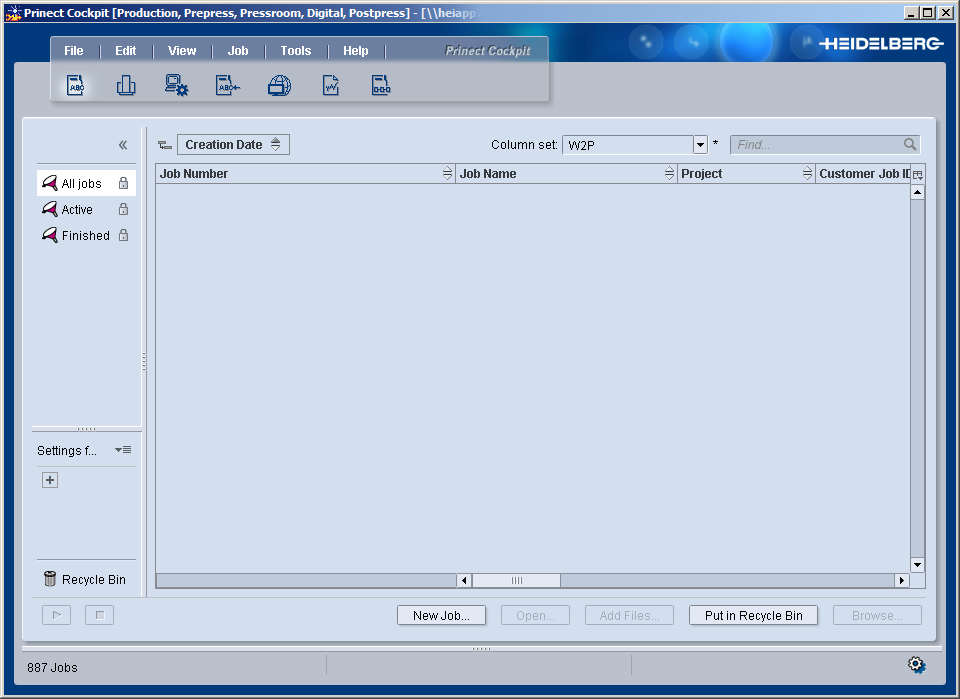 Prinect Cockpit [Production, Prepress, Pressroom, Digital, Postpress] - [\\heiapp
File Edit View Job Tools Help Prinect Cockpit
HEIDELBERG
ABC ABC
Creation Date Column set: W2P * Find...
Job Number Job Name Project Customer Job ID
All jobs
Active
Finished
Settings f...
Recycle Bin
New Job... Open... Add Files... Put in Recycle Bin Browse...
887 Jobs